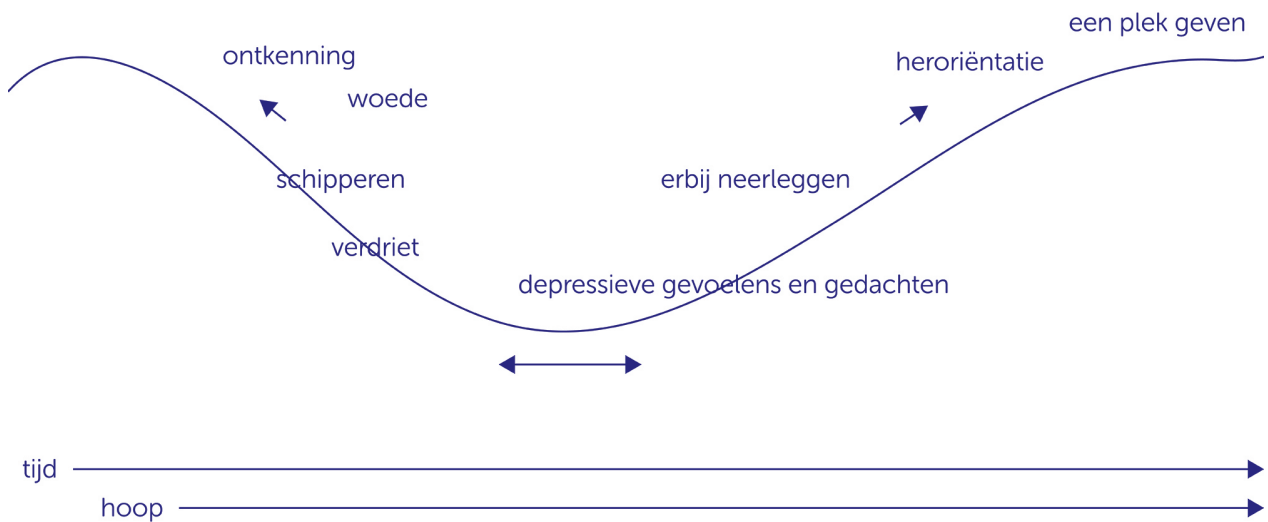 ontkenning
woede
schipperen
verdriet
depressieve gevoelens en gedachten
erbij neerleggen
heroriëntatie
een plek geven
tijd
hoop